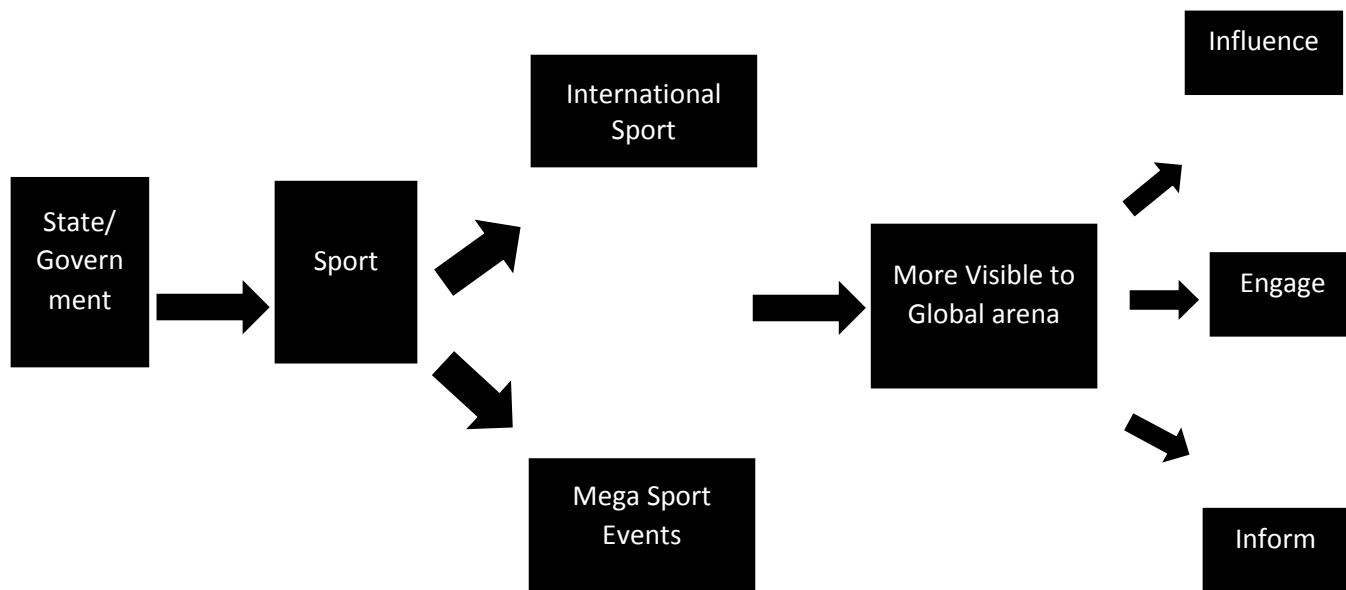 State/
Govern
ment
Sport
International
Sport
Mega Sport
Events
More Visible to
Global arena
Influence
Engage
Inform